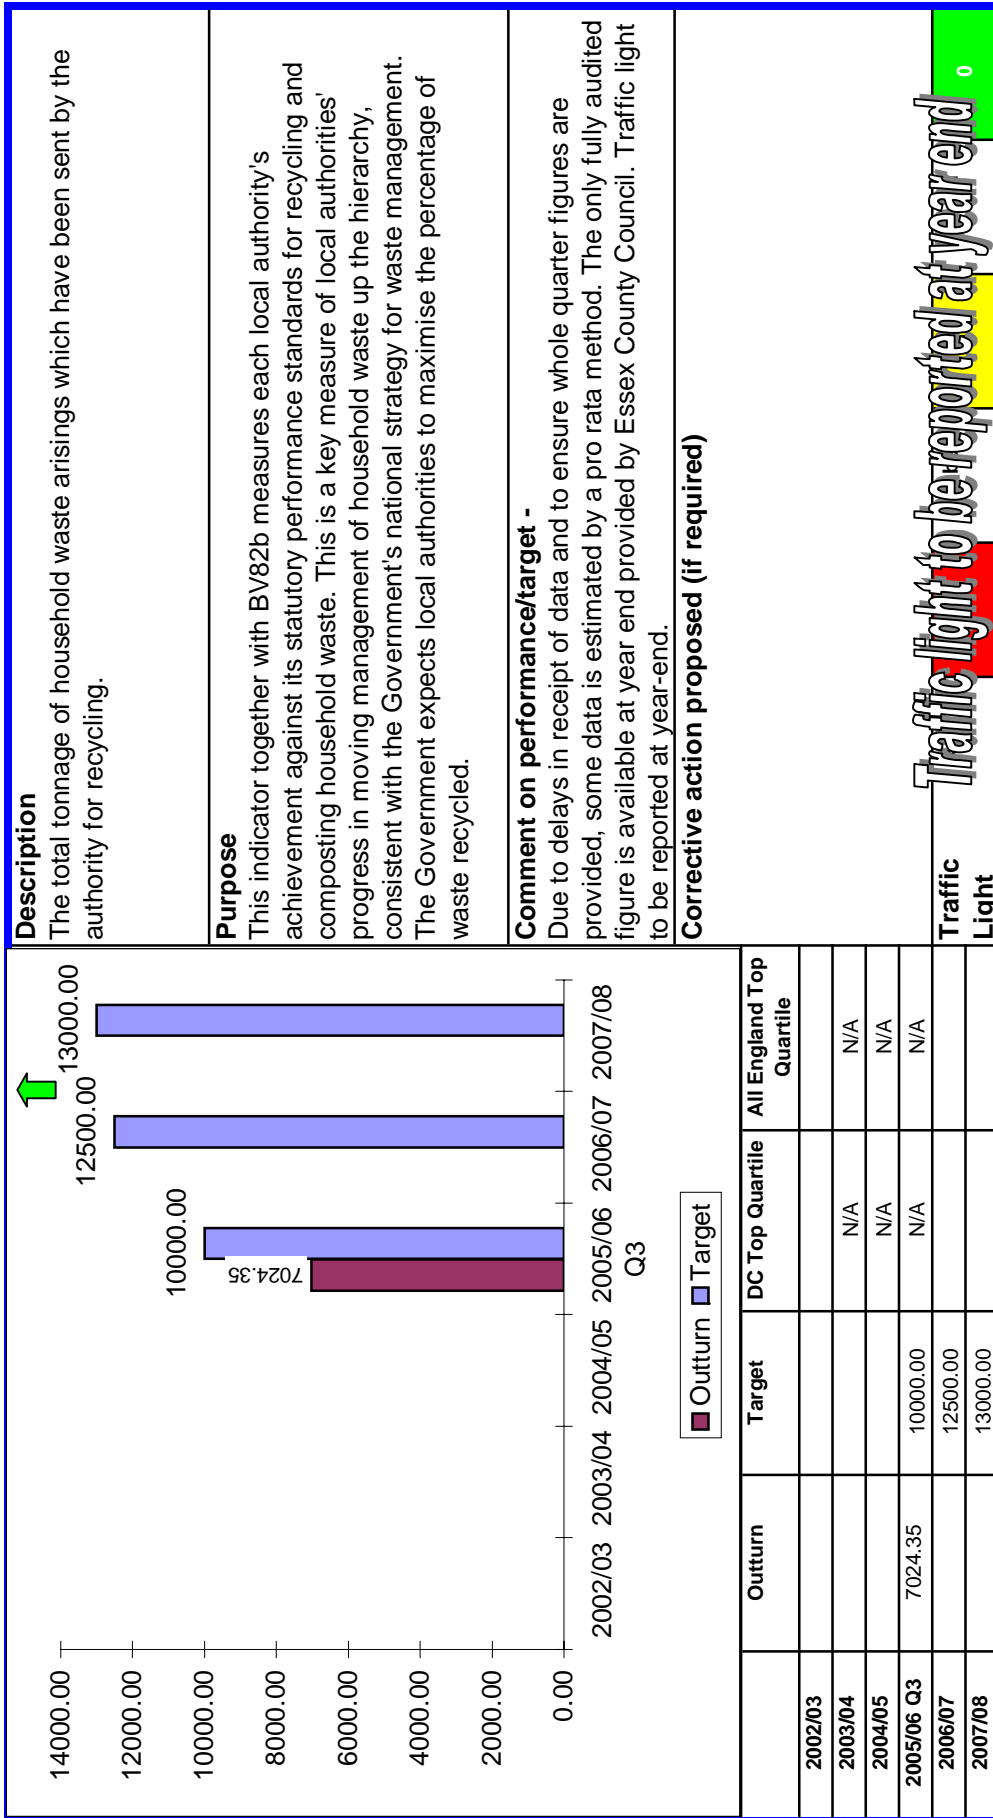 14000.00
12000.00
10000.00
8000.00
6000.00
4000.00
2000.00
0.00
7024.35
10000.00
12500.00
13000.00
2002/03 2003/04 2004/05 2005/06 2006/07 2007/08
Q3
Outturn Target
Outturn Target DC Top Quartile All England Top
Quartile
2002/03
2003/04 N/A N/A
2004/05 N/A N/A
2005/06 Q3 7024.35 10000.00 N/A N/A
2006/07 12500.00
2007/08 13000.00
Description
The total tonnage of household waste arisings which have been sent by the
authority for recycling.
Purpose
This indicator together with BV82b measures each local authority's
achievement against its statutory performance standards for recycling and
composting household waste. This is a key measure of local authorities'
progress in moving management of household waste up the hierarchy,
consistent with the Government's national strategy for waste management.
The Government expects local authorities to maximise the percentage of
waste recycled.
Comment on performance/target -
Due to delays in receipt of data and to ensure whole quarter figures are
provided, some data is estimated by a pro rata method. The only fully audited
figure is available at year end provided by Essex County Council. Traffic light
to be reported at year-end.
Corrective action proposed (if required)
Traffic
Light
Traffic light to be reported at year end
0